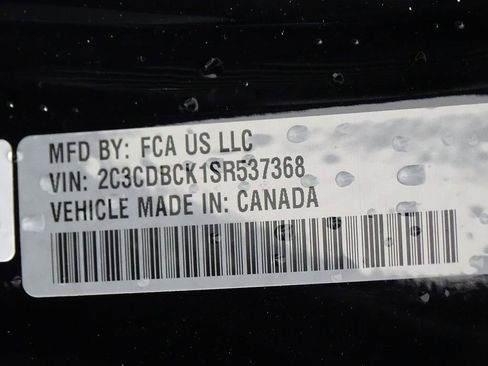 MFD BY: FCA US LLC
VIN: 2C3CDBCK1SR537368
VEHICLE MADE IN: CANADA